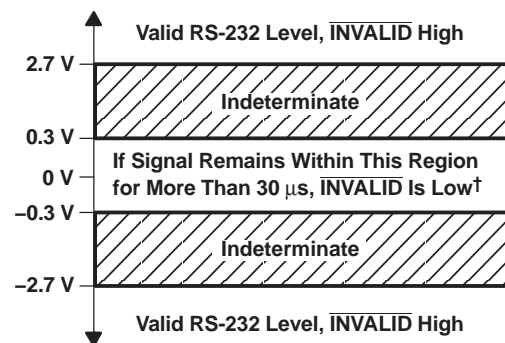 Valid RS-232 Level, INVALID High
2.7 V
Indeterminate
0.3 V
If Signal Remains Within This Region
0 V
for More Than 30 μs, INVALID Is Low†
–0.3 V
Indeterminate
–2.7 V
Valid RS-232 Level, INVALID High